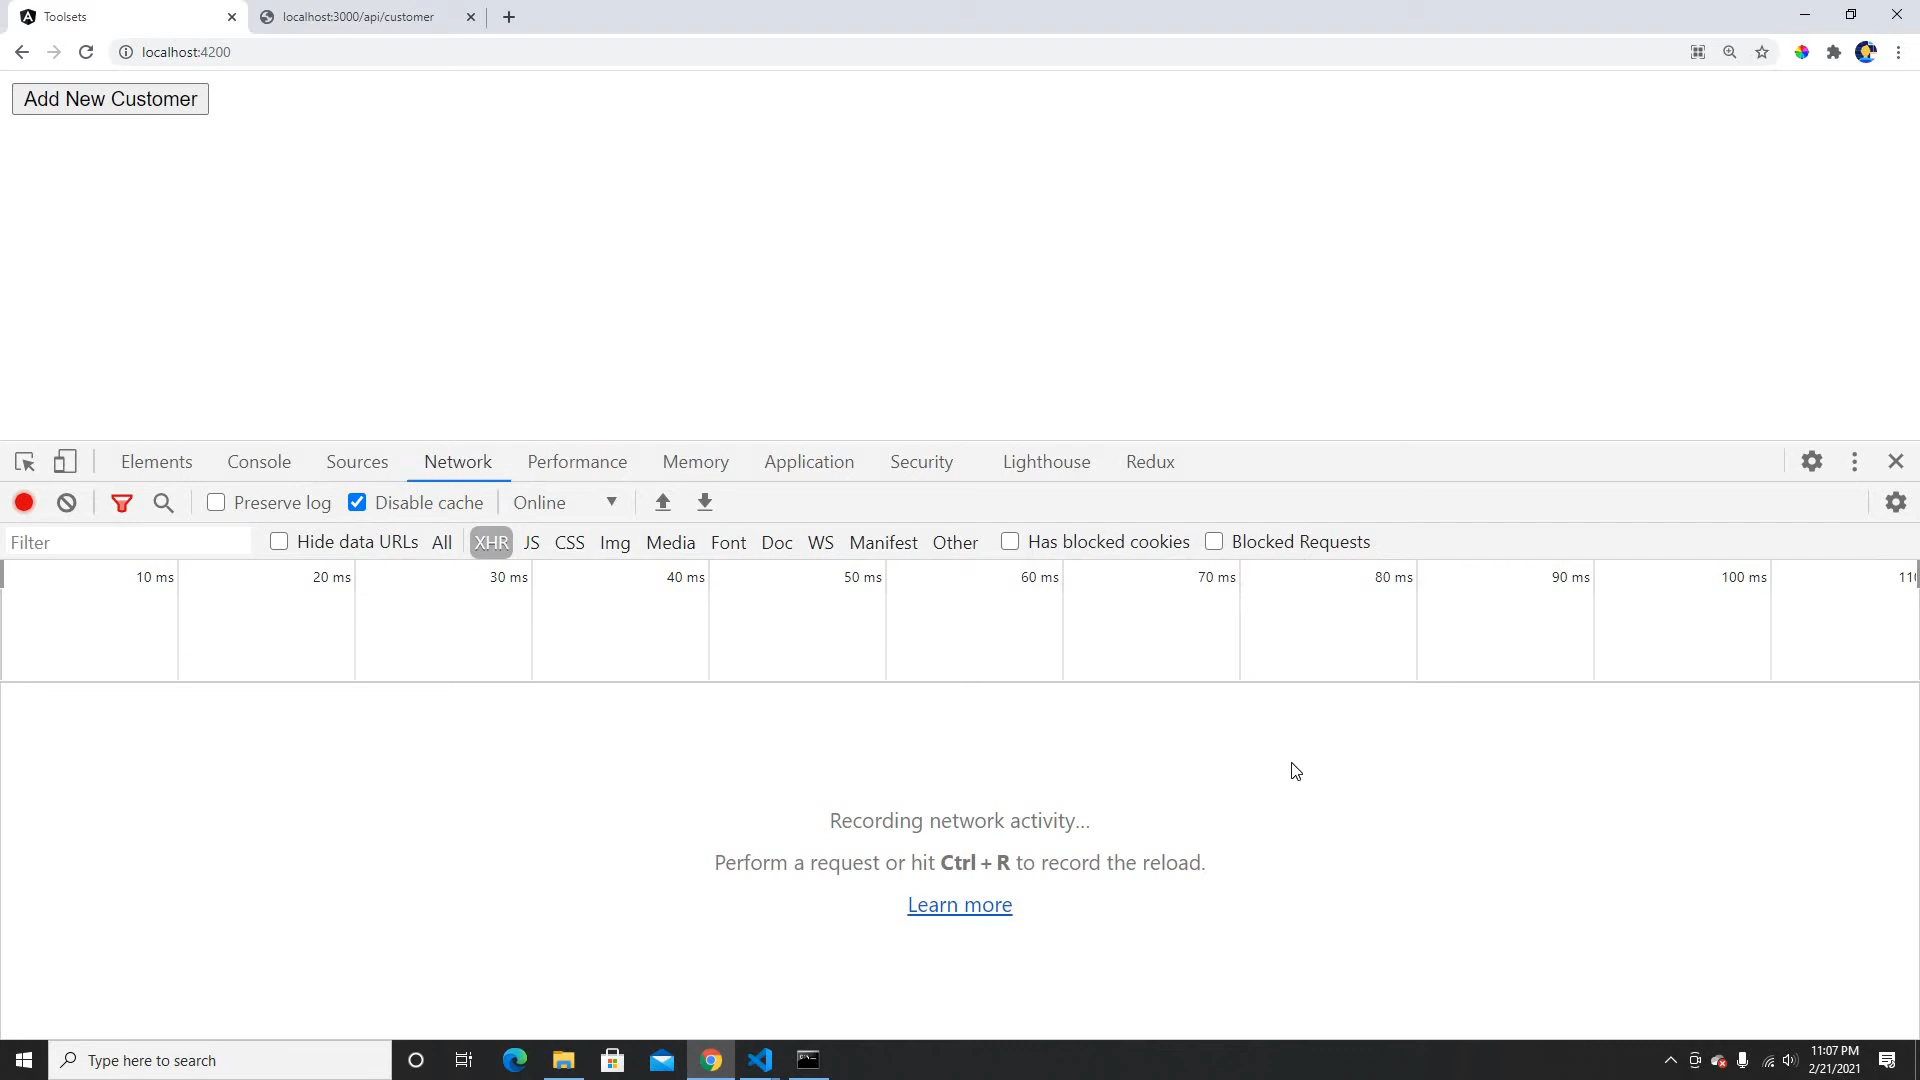 Toolsets
localhost:3000/api/customer
localhost:4200
Add New Customer
Elements Console Sources Network Performance Memory Application Security Lighthouse Redux
Preserve log Disable cache Online
Filter Hide data URLs All XHR JS CSS Img Media Font Doc WS Manifest Other Has blocked cookies Blocked Requests
10 ms 20 ms 30 ms 40 ms 50 ms 60 ms 70 ms 80 ms 90 ms 100 ms
Recording network activity...
Perform a request or hit Ctrl + R to record the reload.
Learn more
Type here to search
11:07 PM
2/21/2021